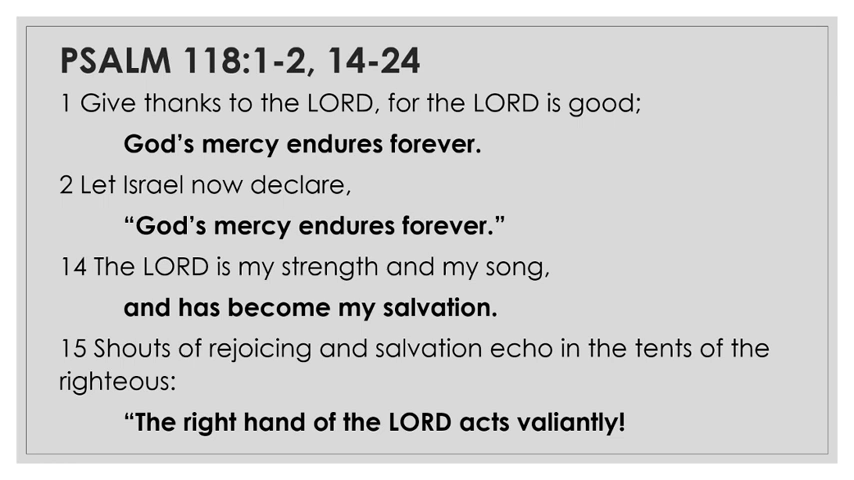 PSALM 118:1-2, 14-24
1 Give thanks to the LORD, for the LORD is good;
God’s mercy endures forever.
2 Let Israel now declare,
“God’s mercy endures forever.”
14 The LORD is my strength and my song,
and has become my salvation.
15 Shouts of rejoicing and salvation echo in the tents of the
righteous:
“The right hand of the LORD acts valiantly!